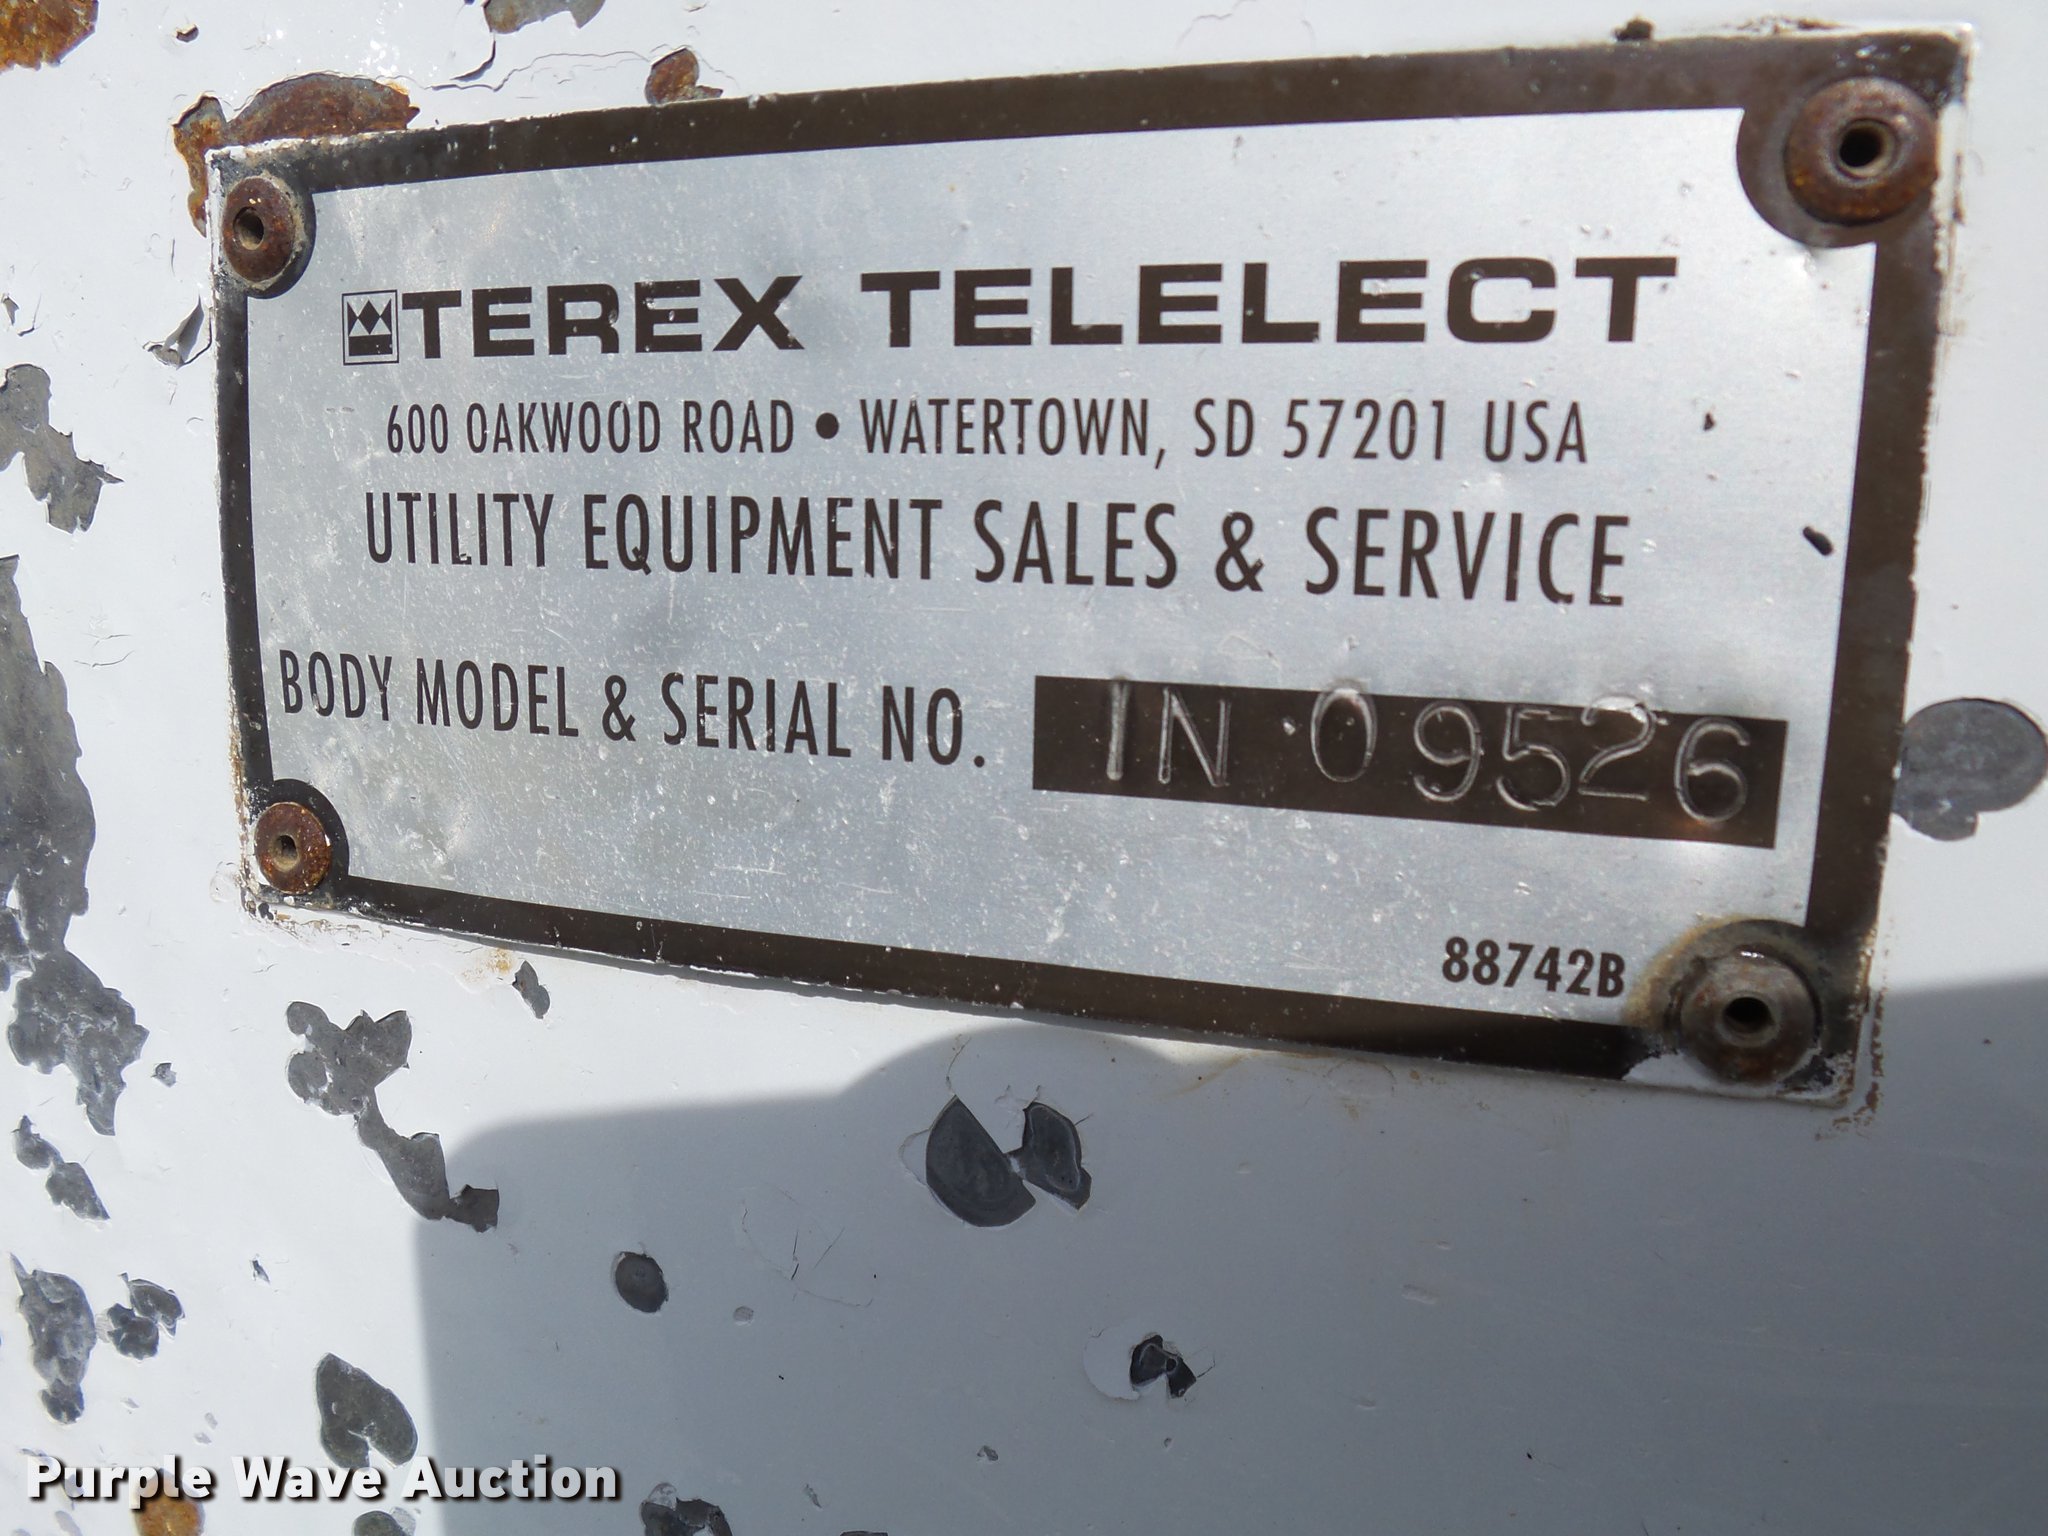 TEREX TELELECT
600 OAKWOOD ROAD • WATERTOWN, SD 57201 USA
UTILITY EQUIPMENT SALES & SERVICE
BODY MODEL & SERIAL NO. IN 09526
88742B
Purple Wave Auction